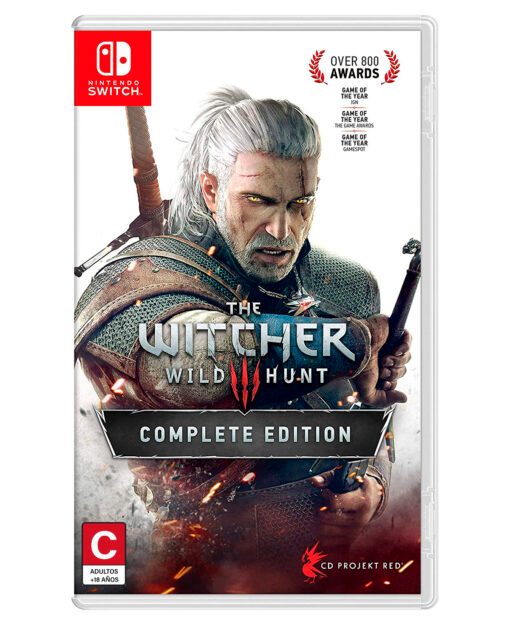 NINTENDO
SWITCH
OVER 800
AWARDS
GAME OF
THE YEAR
IGN
GAME OF
THE YEAR
THE GAME AWARDS
GAME OF
THE YEAR
GAMESPOT
THE
WITCHER
WILD III HUNT
COMPLETE EDITION
C
ADULTOS
+18 AÑOS
CD PROJEKT RED